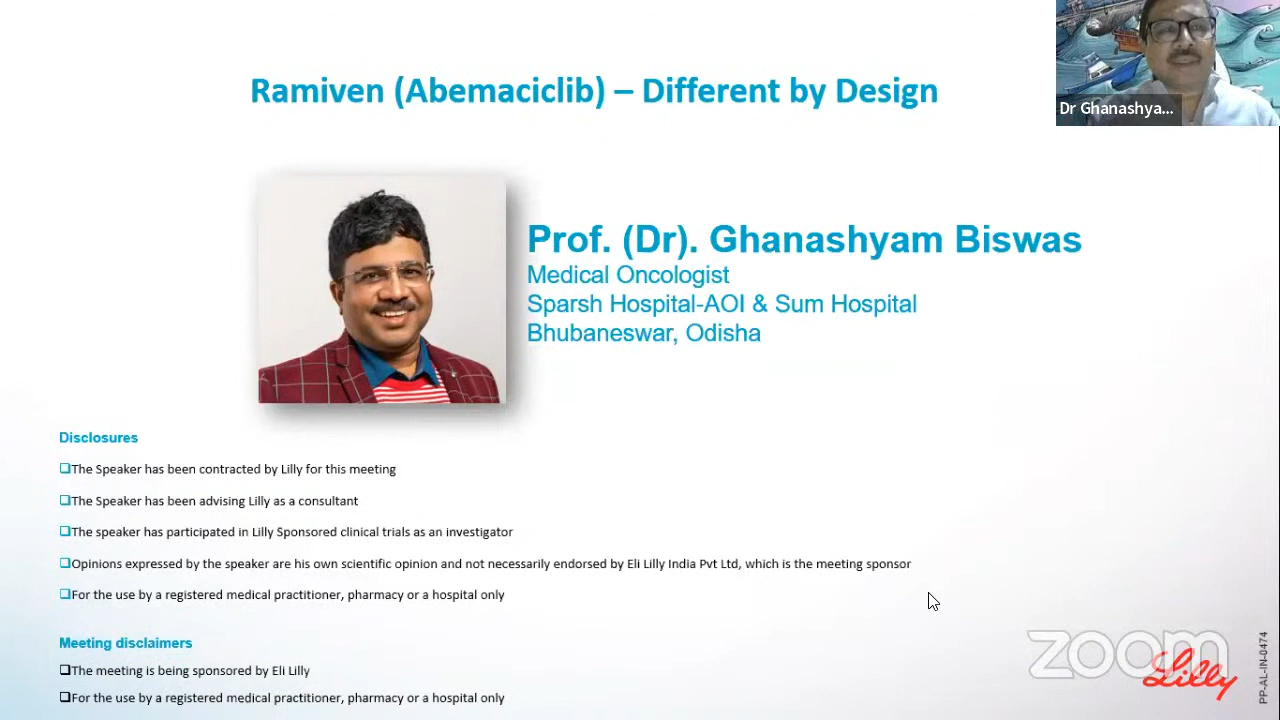 Ramiven (Abemaciclib) – Different by Design
Dr Ghanashya...
Prof. (Dr). Ghanashyam Biswas
Medical Oncologist
Sparsh Hospital-AOI & Sum Hospital
Bhubaneswar, Odisha
Disclosures
❑The Speaker has been contracted by Lilly for this meeting
❑The Speaker has been advising Lilly as a consultant
❑The speaker has participated in Lilly Sponsored clinical trials as an investigator
❑Opinions expressed by the speaker are his own scientific opinion and not necessarily endorsed by Eli Lilly India Pvt Ltd, which is the meeting sponsor
❑For the use by a registered medical practitioner, pharmacy or a hospital only
Meeting disclaimers
❑The meeting is being sponsored by Eli Lilly
❑For the use by a registered medical practitioner, pharmacy or a hospital only
zoom
Lilly
PP-AL-IN-0474